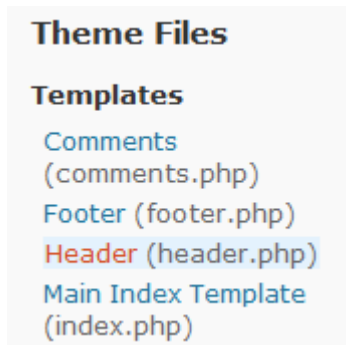 Theme Files
Templates
Comments
(comments.php)
Footer (footer.php)
Header (header.php)
Main Index Template
(index.php)